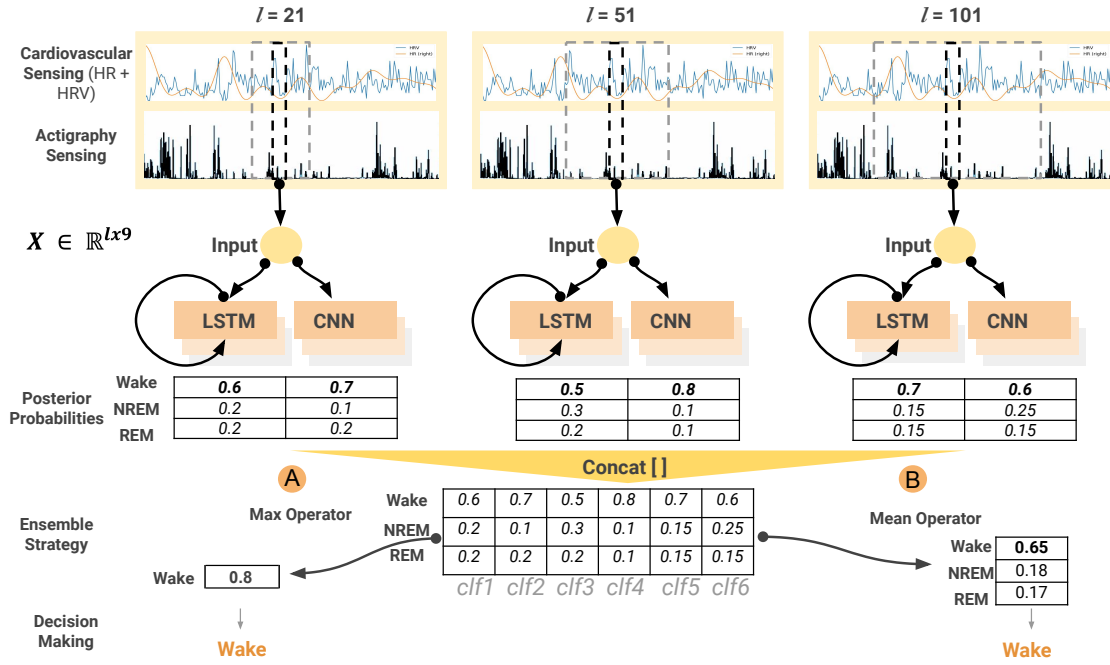 l = 21
l = 51
l = 101
Cardiovascular
Sensing (HR +
HRV)
HRV
HR (right)
HRV
HR (right)
HRV
HR (right)
Actigraphy
Sensing
X ∈ ℝ^{lx9}
Input
Input
Input
LSTM
CNN
LSTM
CNN
LSTM
CNN
Posterior
Probabilities
Wake 0.6 0.7
NREM 0.2 0.1
REM 0.2 0.2
0.5 0.8
0.3 0.1
0.2 0.1
0.7 0.6
0.15 0.25
0.15 0.15
Concat [ ]
A
B
Ensemble
Strategy
Max Operator
Mean Operator
Wake 0.6 0.7 0.5 0.8 0.7 0.6
NREM 0.2 0.1 0.3 0.1 0.15 0.25
REM 0.2 0.2 0.2 0.1 0.15 0.15
clf1 clf2 clf3 clf4 clf5 clf6
Wake 0.8
Wake 0.65
NREM 0.18
REM 0.17
Decision
Making
Wake
Wake